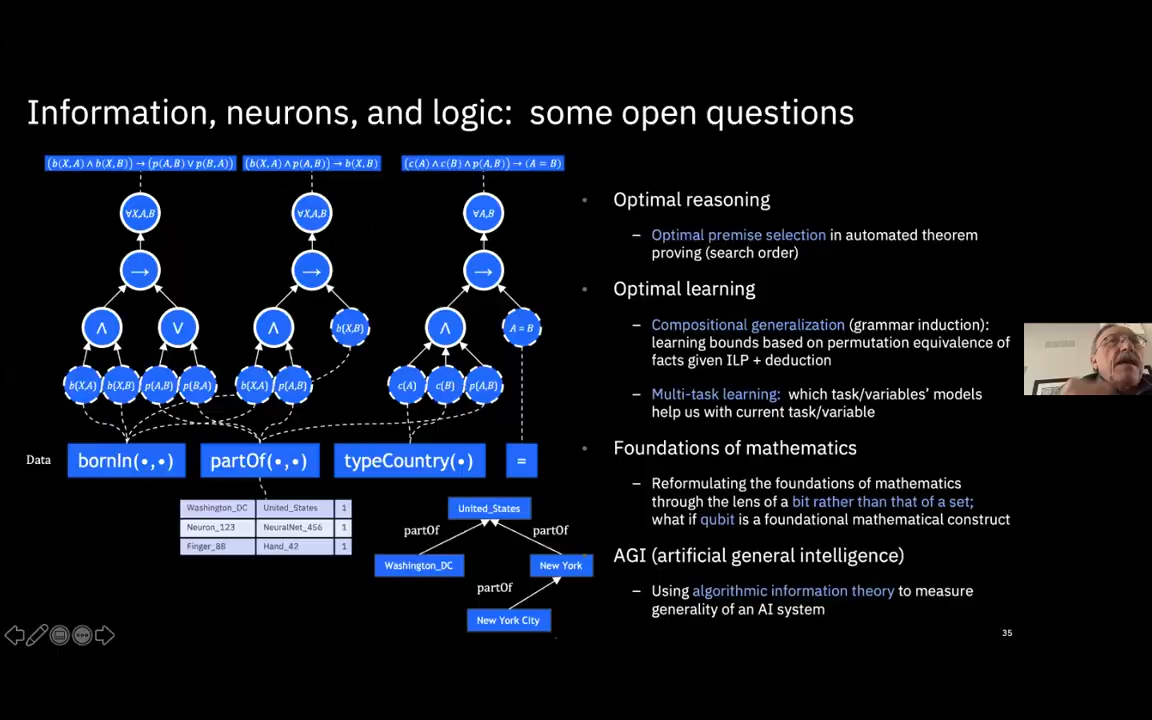 Information, neurons, and logic: some open questions
(b(X,A) ∧ b(X,B)) → (p(A,B) ∨ p(B,A))
(b(X,A) ∧ p(A,B)) → b(X,B)
(c(A) ∧ c(B) ∧ p(A,B)) → (A = B)
∀X,A,B
∀X,A,B
∀A,B
→
→
→
∧
∨
∧
b(X,B)
∧
A = B
b(X,A)
b(X,B)
p(A,B)
p(B,A)
b(X,A)
p(A,B)
c(A)
c(B)
p(A,B)
Data
bornIn(•,•)
partOf(•,•)
typeCountry(•)
=
Washington_DC United_States 1
Neuron_123 NeuralNet_456 1
Finger_8B Hand_42 1
United_States
partOf
partOf
Washington_DC
New York
partOf
New York City
• Optimal reasoning
– Optimal premise selection in automated theorem
proving (search order)
• Optimal learning
– Compositional generalization (grammar induction):
learning bounds based on permutation equivalence of
facts given ILP + deduction
– Multi-task learning: which task/variables' models
help us with current task/variable
• Foundations of mathematics
– Reformulating the foundations of mathematics
through the lens of a bit rather than that of a set;
what if qubit is a foundational mathematical construct
• AGI (artificial general intelligence)
– Using algorithmic information theory to measure
generality of an AI system
35